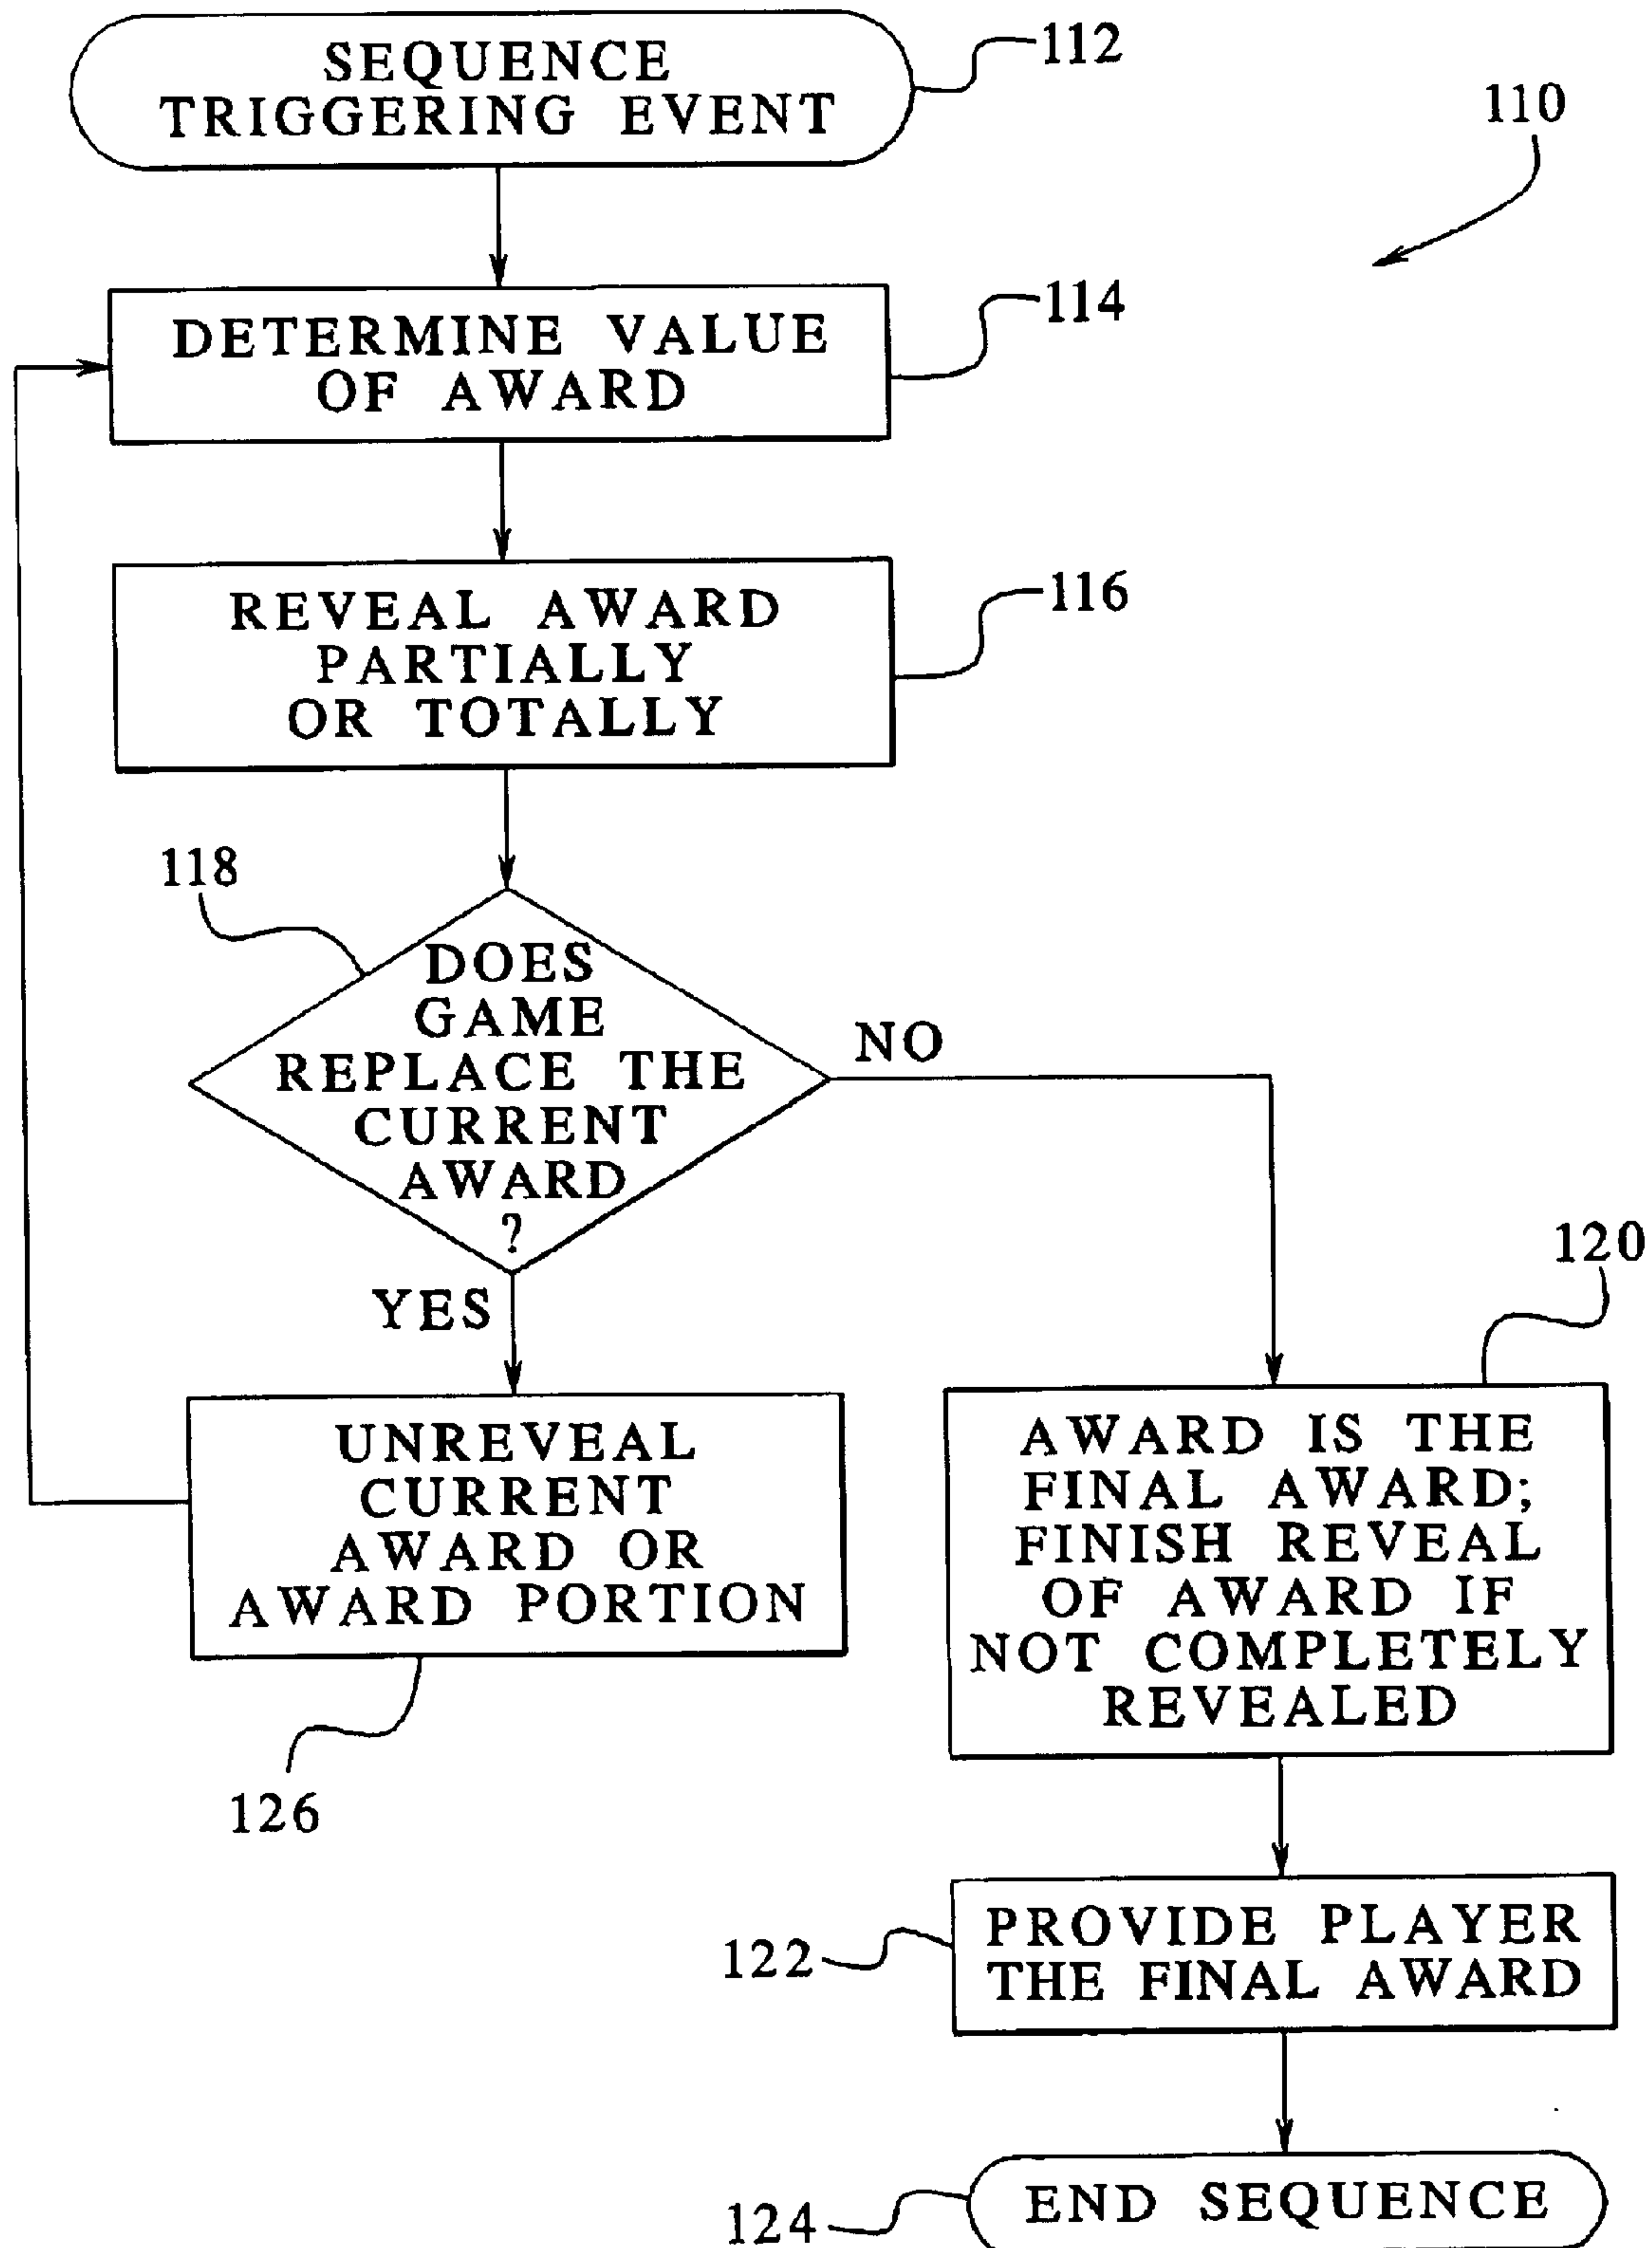 SEQUENCE
TRIGGERING EVENT
112
110
DETERMINE VALUE
OF AWARD
114
REVEAL AWARD
PARTIALLY
OR TOTALLY
116
118
DOES
GAME
REPLACE THE
CURRENT
AWARD
?
NO
YES
120
UNREVEAL
CURRENT
AWARD OR
AWARD PORTION
126
AWARD IS THE
FINAL AWARD;
FINISH REVEAL
OF AWARD IF
NOT COMPLETELY
REVEALED
PROVIDE PLAYER
THE FINAL AWARD
122
END SEQUENCE
124